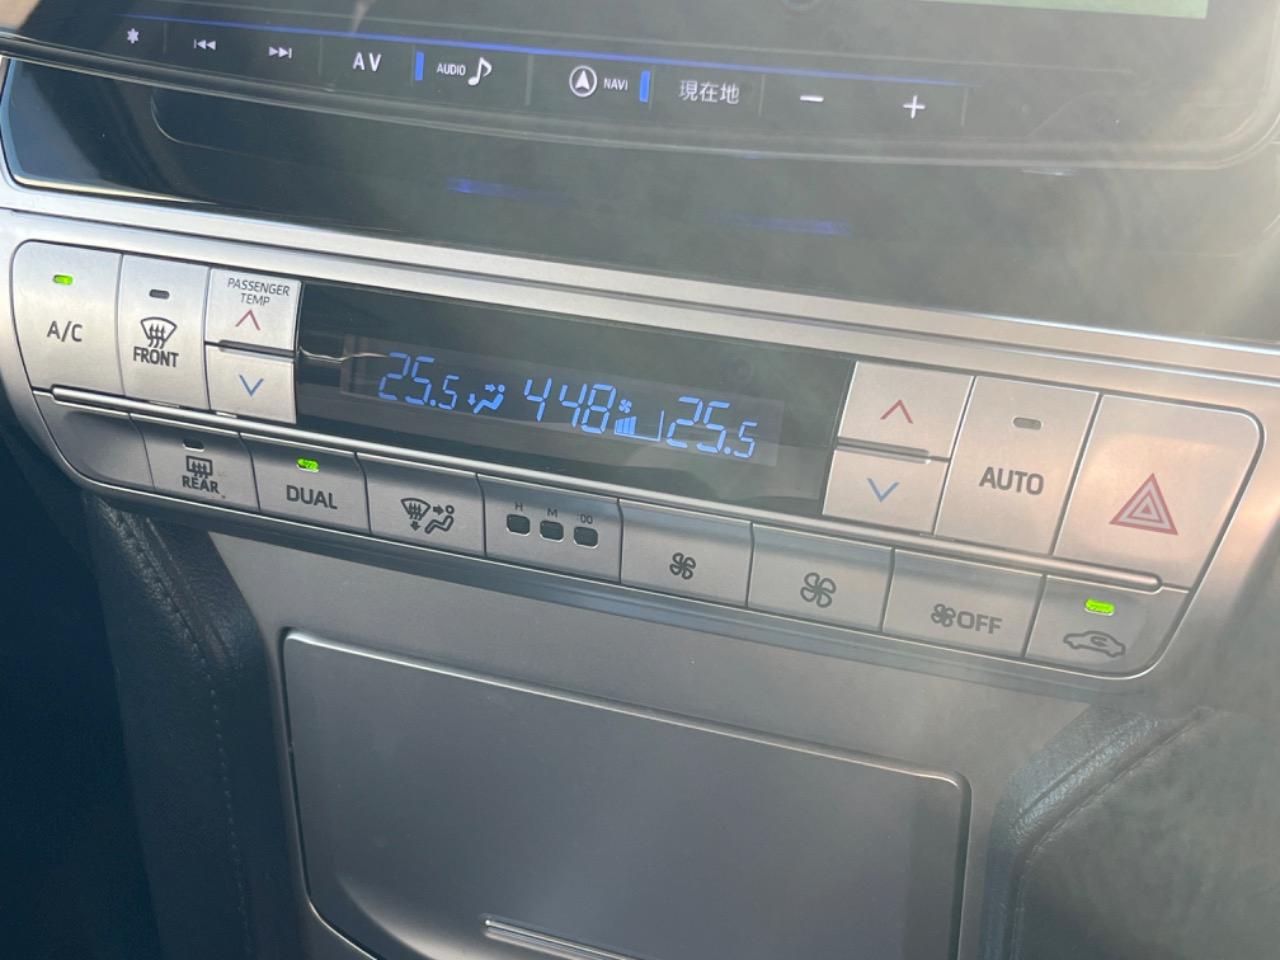 AV
AUDIO
NAVI
現在地
−
+
A/C
FRONT
PASSENGER
TEMP
25.5
448
25.5
AUTO
REAR
DUAL
H M :00
OFF